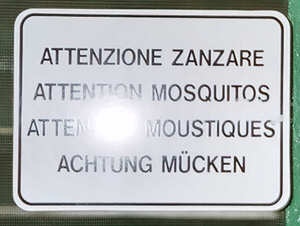 ATTENZIONE ZANZARE
ATTENTION MOSQUITOS
MOUSTIQUES
ACHTUNG MÜCKEN